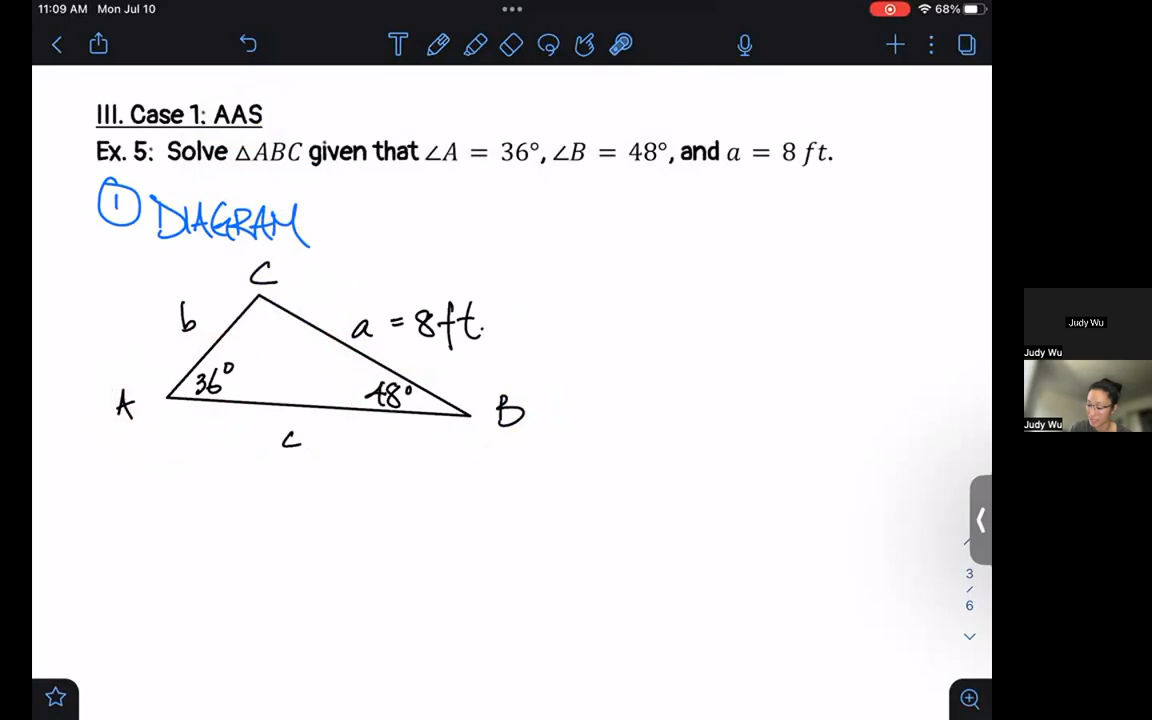 11:09 AM Mon Jul 10
68%
T
III. Case 1: AAS
Ex. 5: Solve △ABC given that ∠A = 36°, ∠B = 48°, and a = 8 ft.
① DIAGRAM
C
b
a = 8ft.
36°
48°
A
B
c
3
/
6
Judy Wu
Judy Wu
Judy Wu